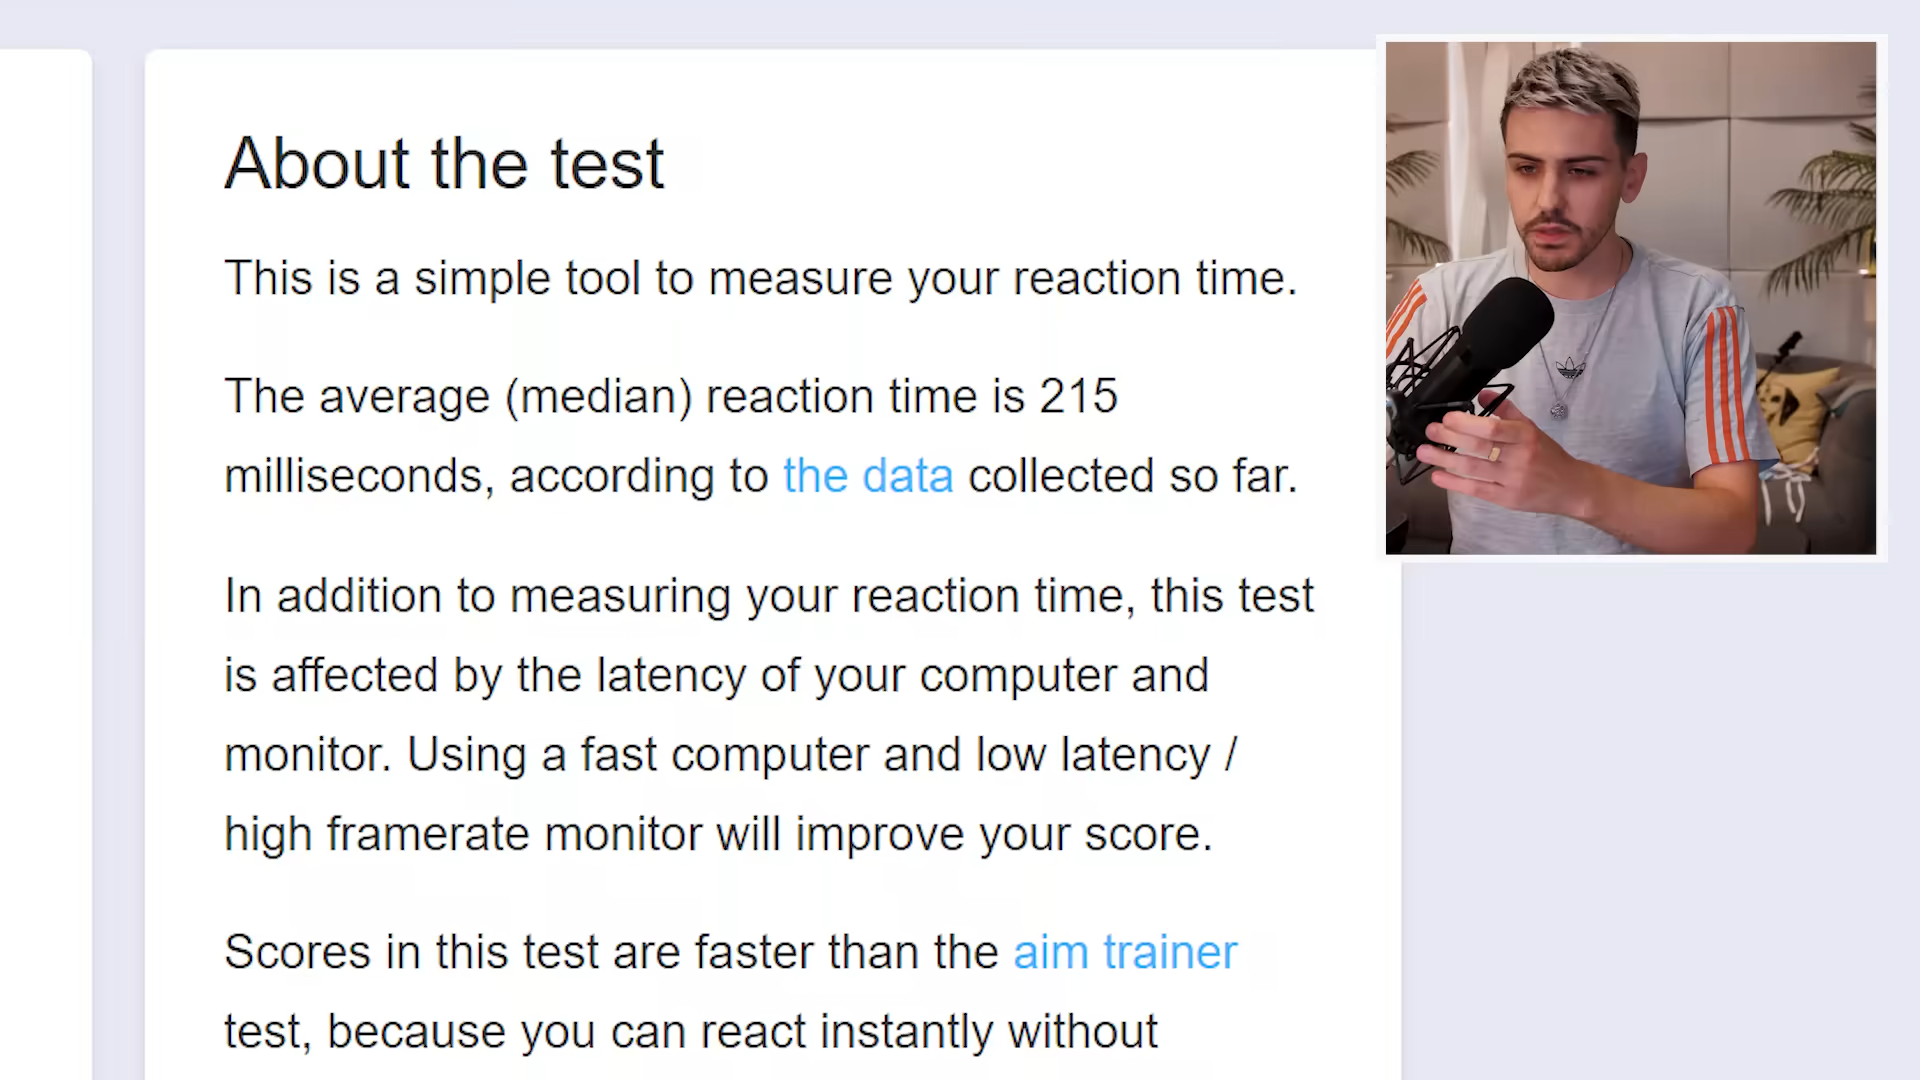 About the test
This is a simple tool to measure your reaction time.
The average (median) reaction time is 215
milliseconds, according to the data collected so far.
In addition to measuring your reaction time, this test
is affected by the latency of your computer and
monitor. Using a fast computer and low latency /
high framerate monitor will improve your score.
Scores in this test are faster than the aim trainer
test, because you can react instantly without